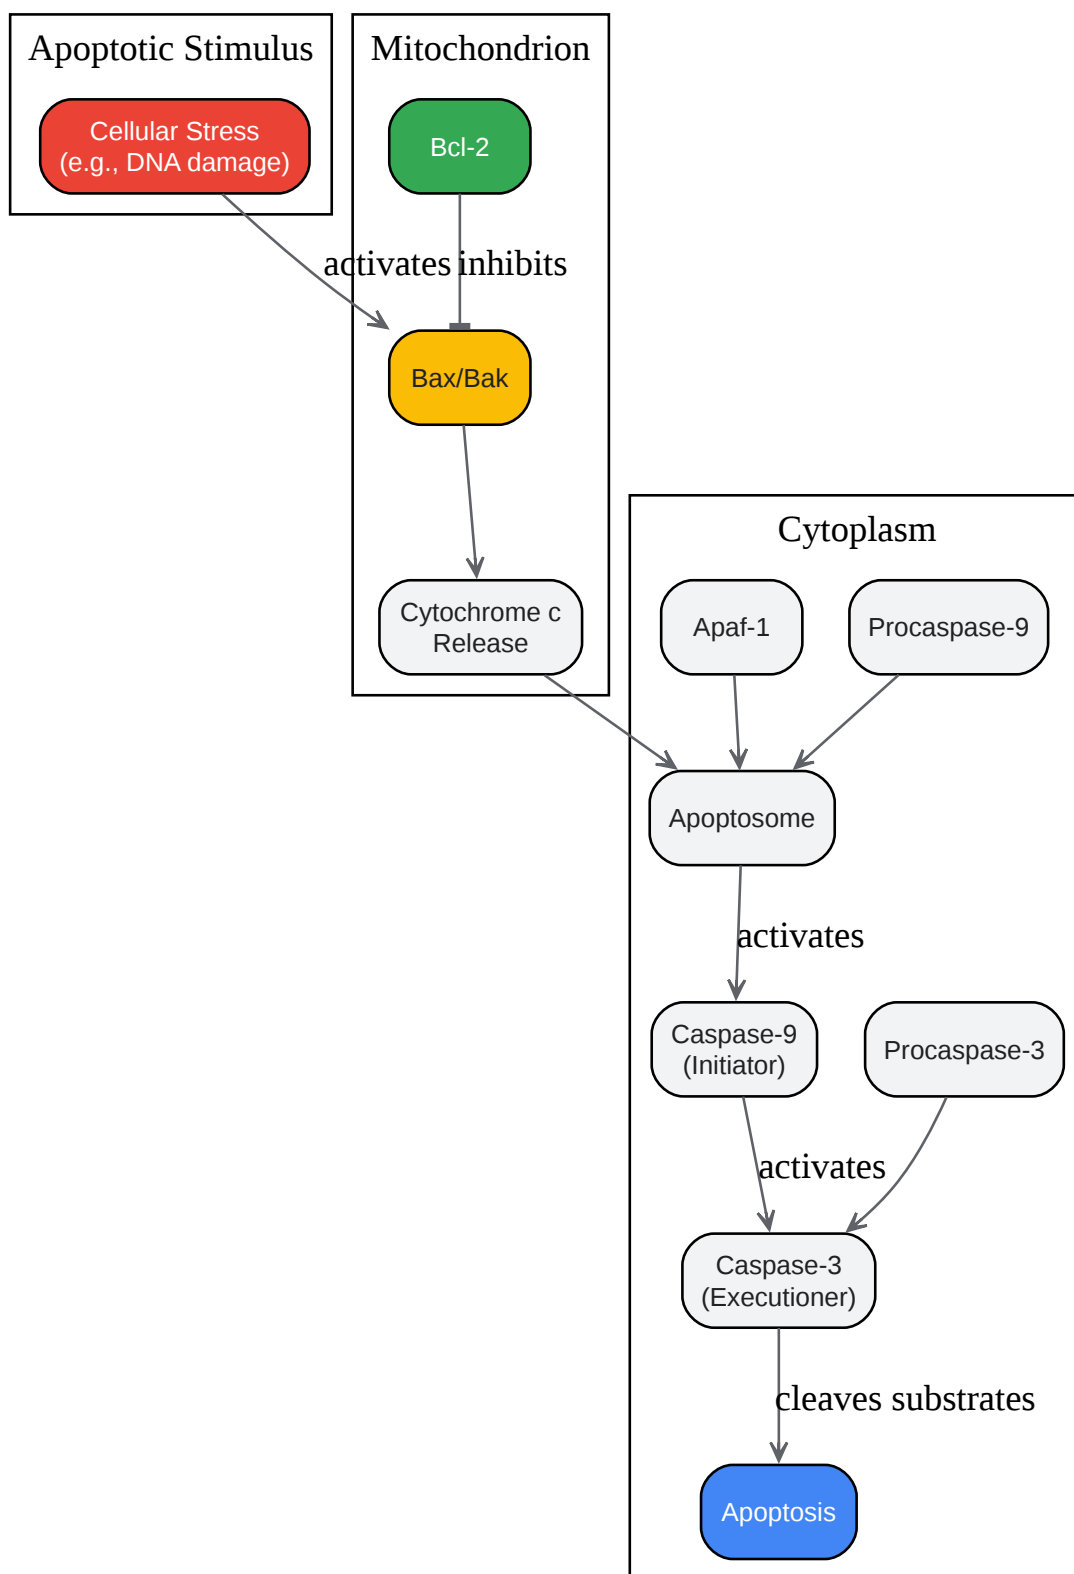 Apoptotic Stimulus
Mitochondrion
Cellular Stress
(e.g., DNA damage)
Bcl-2
activates
inhibits
Bax/Bak
Cytoplasm
Cytochrome c
Release
Apaf-1
Procaspase-9
Apoptosome
activates
Caspase-9
(Initiator)
Procaspase-3
activates
Caspase-3
(Executioner)
cleaves substrates
Apoptosis